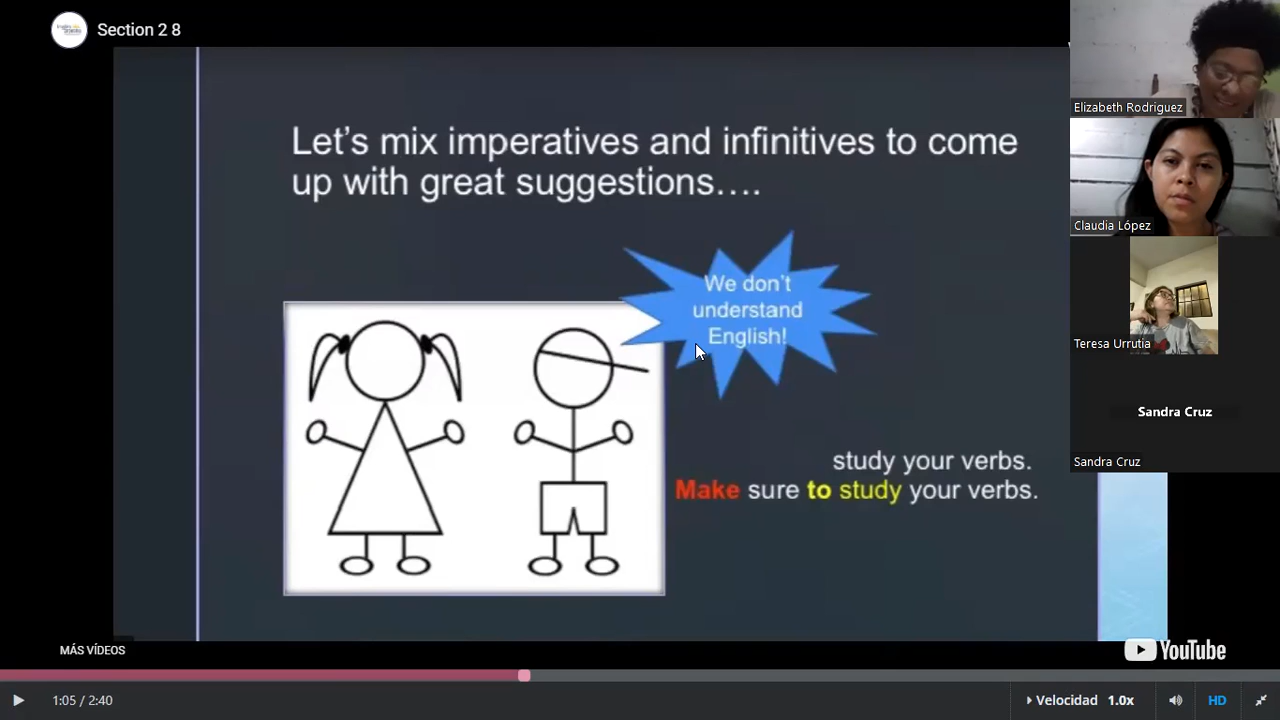 Section 2 8
Let's mix imperatives and infinitives to come
up with great suggestions….
We don't
understand
English!
study your verbs.
Make sure to study your verbs.
Elizabeth Rodriguez
Claudia López
Teresa Urrutia
Sandra Cruz
Sandra Cruz
MÁS VÍDEOS
YouTube
1:05 / 2:40
Velocidad 1.0x
HD